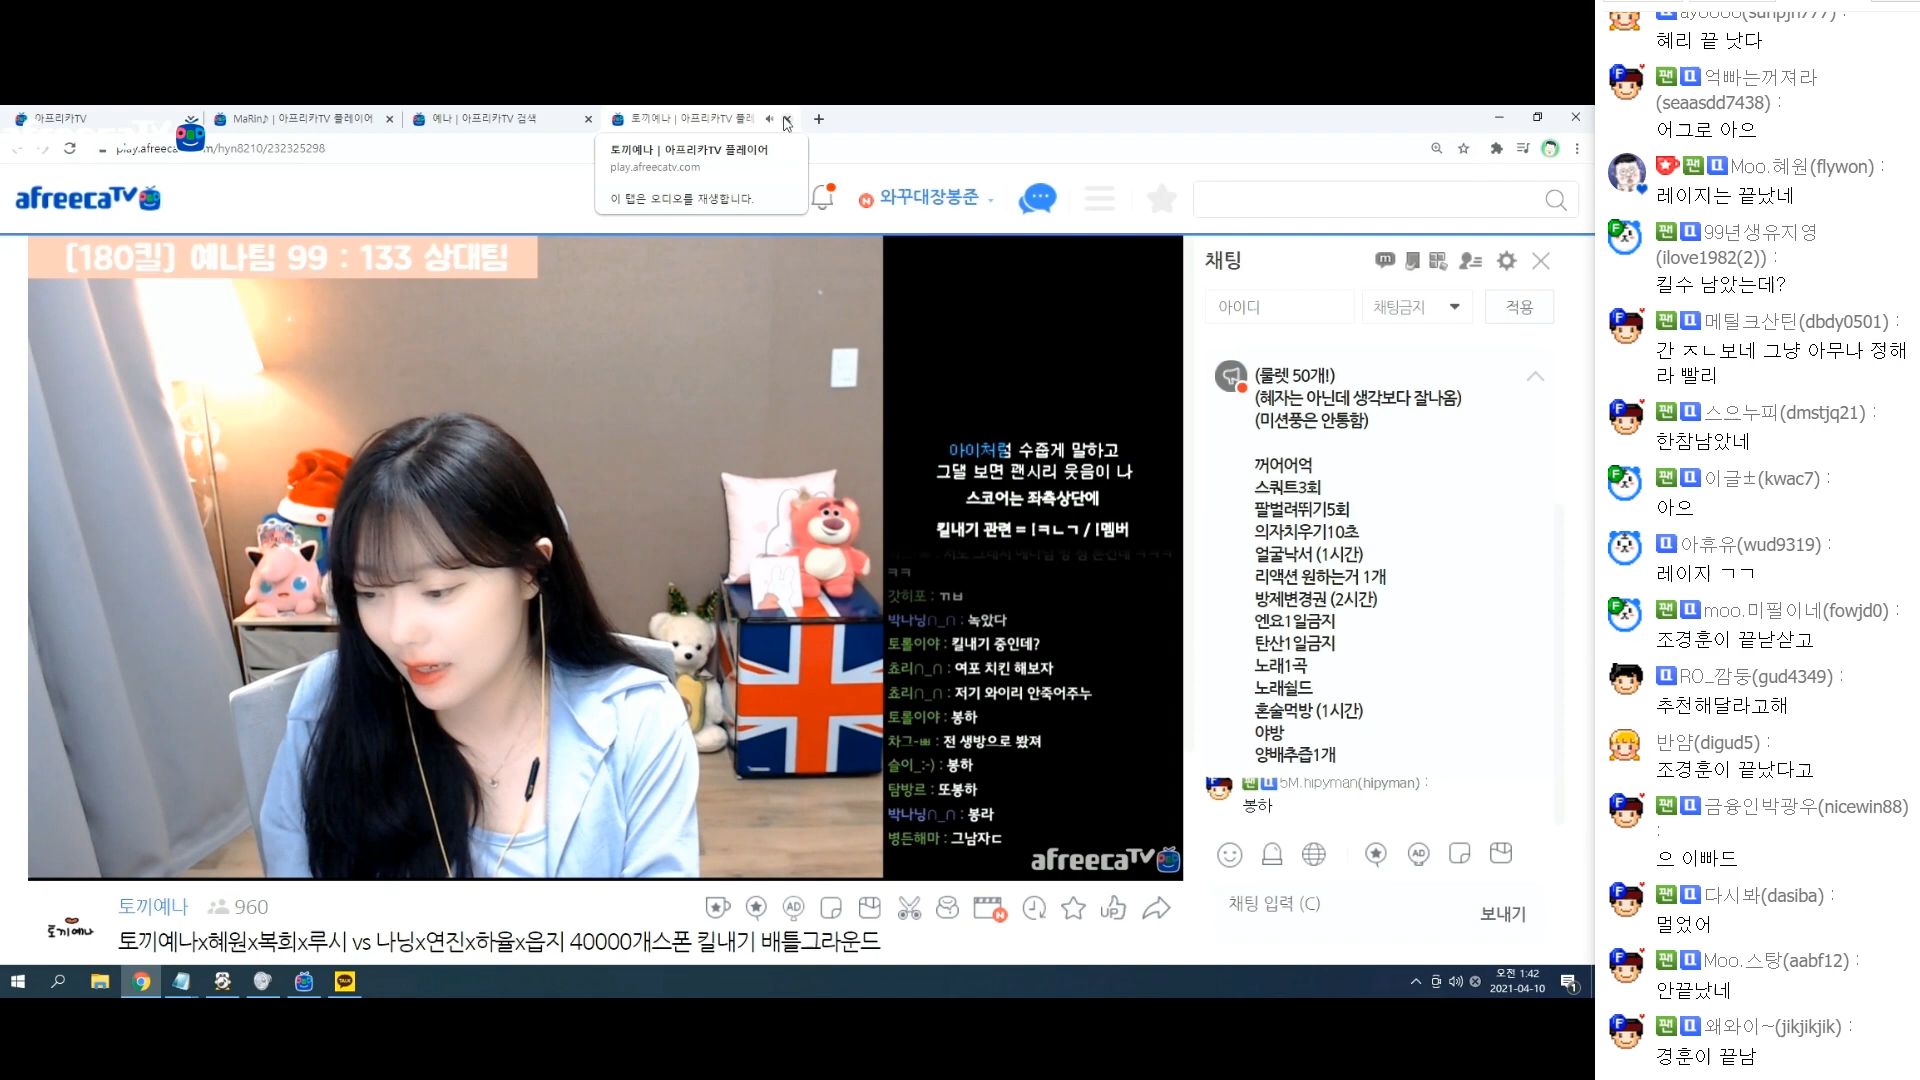 아프리카TV
MaRin♪ | 아프리카TV 플레이어
예나 | 아프리카TV 검색
토끼예나 | 아프리카TV 플레
토끼예나 | 아프리카TV 플레이어
play.afreecatv.com
이 탭은 오디오를 재생합니다.
afreecaTV
와꾸대장봉준
[180킬] 예나팀 99 : 133 상대팀
아이처럼 수줍게 말하고
그댈 보면 괜시리 웃음이 나
스코어는 좌측상단에
킬내기 관련 = !ㅋㄴㄱ / !멤버
ㅋㅋ
갓히포 : ㄲㅂ
박나닝∩_∩ : 녹았다
토롤이야 : 킬내기 중인데?
쵸리∩_∩ : 여포 치킨 해보자
쵸리∩_∩ : 저기 와이리 안죽어주누
토롤이야 : 봉하
차그-ㅃ : 전 생방으로 봤져
슬이_:-) : 봉하
탐방르 : 또봉하
박나닝∩_∩ : 봉라
병든해마 : 그남자ㄷ
afreecaTV
채팅
아이디
채팅금지
적용
(룰렛 50개!)
(혜자는 아닌데 생각보다 잘나옴)
(미션풍은 안통함)
꺼어어억
스쿼트3회
팔벌려뛰기5회
의자치우기10초
얼굴낙서 (1시간)
리액션 원하는거 1개
방제변경권 (2시간)
엔요1일금지
탄산1일금지
노래1곡
노래쉴드
혼술먹방 (1시간)
야방
양배추즙1개
팬 5M.hipyman(hipyman) :
봉하
채팅 입력 (C)
보내기
토끼예나
토끼예나 960
토끼예나x혜원x복희x루시 vs 나닝x연진x하율x읍지 40000개스폰 킬내기 배틀그라운드
TALK
오전 1:42
2021-04-10
1
혜리 끝 낫다
팬 억빠는꺼져라
(seaasdd7438) :
어그로 아으
팬 Moo.혜원(flywon) :
레이지는 끝났네
팬 99년생유지영
(ilove1982(2)) :
킬수 남았는데?
팬 메틸크산틴(dbdy0501) :
간 ㅈㄴ보네 그냥 아무나 정해
라 빨리
팬 스으누피(dmstjq21) :
한참남았네
팬 이글±(kwac7) :
아으
아휴유(wud9319) :
레이자 ㄱㄱ
팬 moo.미필이네(fowjd0) :
조경훈이 끝낟삳고
RO_깜둥(gud4349) :
추천해달라고해
반얌(digud5) :
조경훈이 끝났다고
팬 금융인박광우(nicewin88)
:
으 이빠드
팬 다시봐(dasiba) :
멀었어
팬 Moo.스탕(aabf12) :
안끝났네
팬 왜와이~(jikjikjik) :
경훈이 끝남